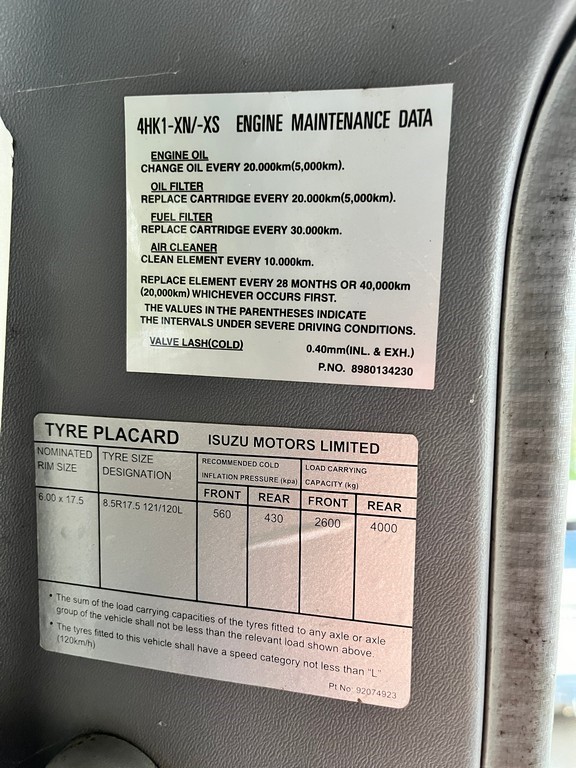 4HK1-XN/-XS ENGINE MAINTENANCE DATA
ENGINE OIL
CHANGE OIL EVERY 20.000km(5,000km).
OIL FILTER
REPLACE CARTRIDGE EVERY 20.000km(5,000km).
FUEL FILTER
REPLACE CARTRIDGE EVERY 30.000km.
AIR CLEANER
CLEAN ELEMENT EVERY 10.000km.
REPLACE ELEMENT EVERY 28 MONTHS OR 40,000km
(20,000km) WHICHEVER OCCURS FIRST.
THE VALUES IN THE PARENTHESES INDICATE
THE INTERVALS UNDER SEVERE DRIVING CONDITIONS.
VALVE LASH(COLD) 0.40mm(INL. & EXH.)
P.NO. 8980134230
TYRE PLACARD ISUZU MOTORS LIMITED
NOMINATED
RIM SIZE
TYRE SIZE
DESIGNATION
RECOMMENDED COLD
INFLATION PRESSURE (kpa)
LOAD CARRYING
CAPACITY (kg)
FRONT REAR FRONT REAR
6.00 x 17.5 8.5R17.5 121/120L 560 430 2600 4000
• The sum of the load carrying capacities of the tyres fitted to any axle or axle
group of the vehicle shall not be less than the relevant load shown above.
• The tyres fitted to this vehicle shall have a speed category not less than "L"
(120km/h)
Pt.No. 92074923